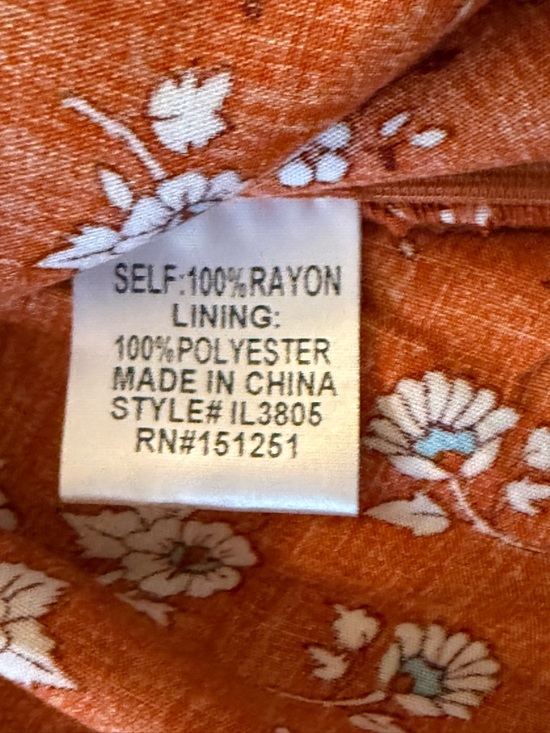 SELF:100%RAYON
LINING:
100%POLYESTER
MADE IN CHINA
STYLE# IL3805
RN#151251